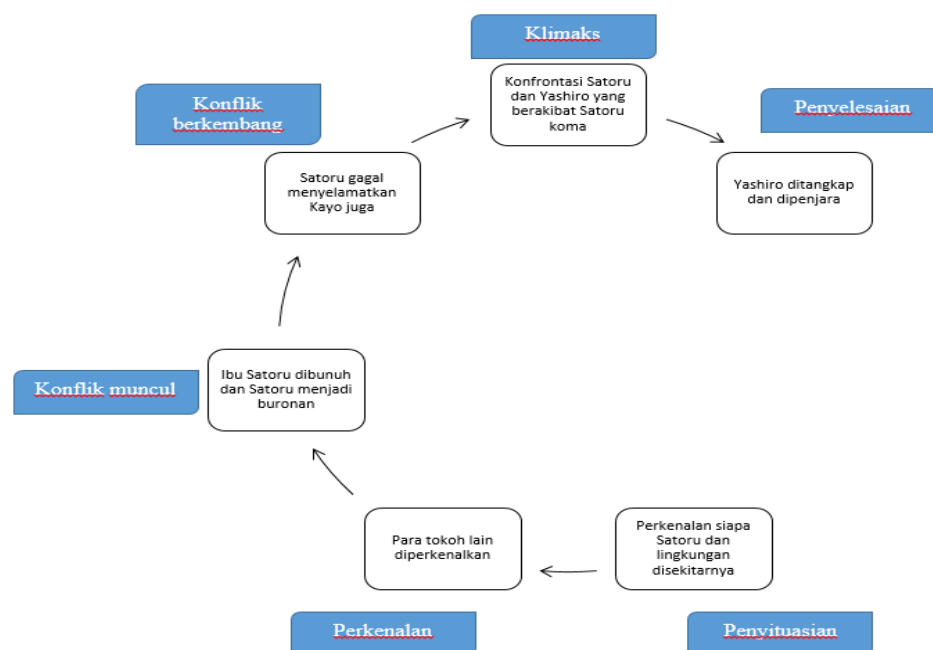 Klimaks
Konfrontasi Satoru
dan Yashiro yang
berakibat Satoru
koma
Konflik
berkembang
Penyelesaian
Satoru gagal
menyelamatkan
Kayo juga
Yashiro ditangkap
dan dipenjara
Konflik muncul
Ibu Satoru dibunuh
dan Satoru menjadi
buronan
Para tokoh lain
diperkenalkan
Perkenalan siapa
Satoru dan
lingkungan
disekitarnya
Perkenalan
Penyituasian